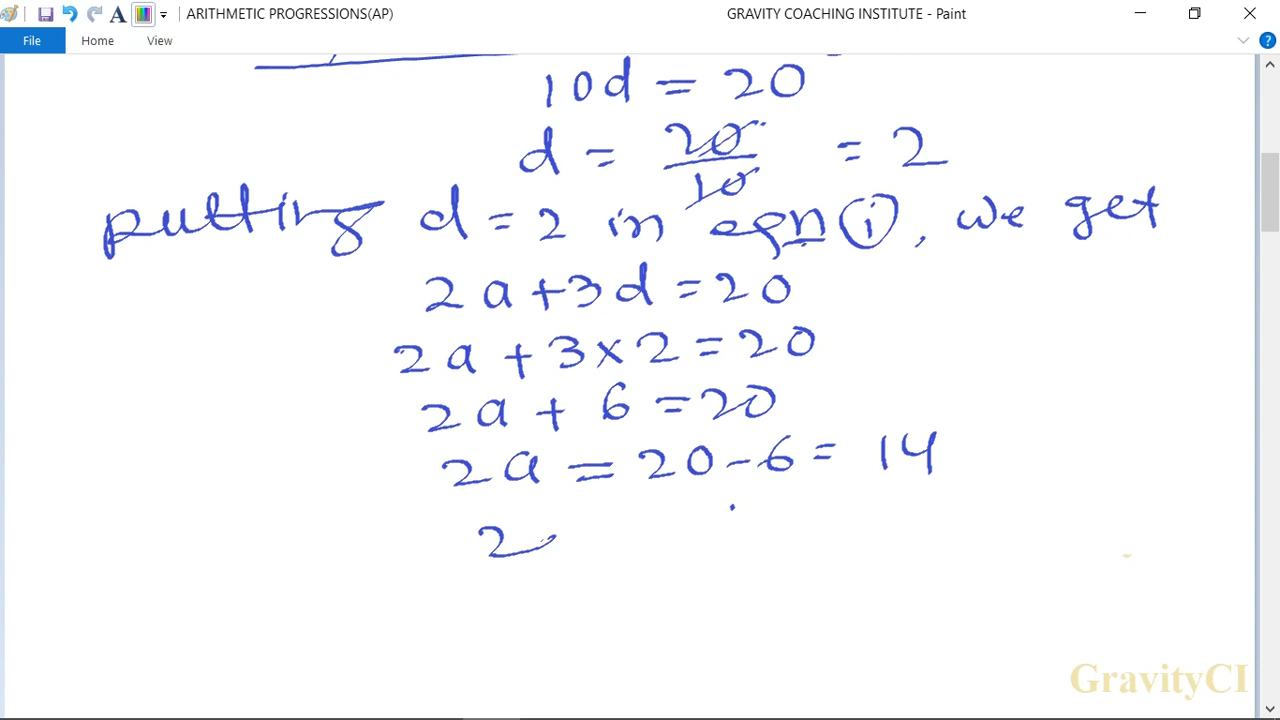 ARITHMETIC PROGRESSIONS(AP) GRAVITY COACHING INSTITUTE - Paint
File Home View
10d = 20
d = 20/10 = 2
putting d = 2 in eqn (i), we get
2a + 3d = 20
2a + 3 × 2 = 20
2a + 6 = 20
2a = 20 - 6 = 14
2
GravityCI